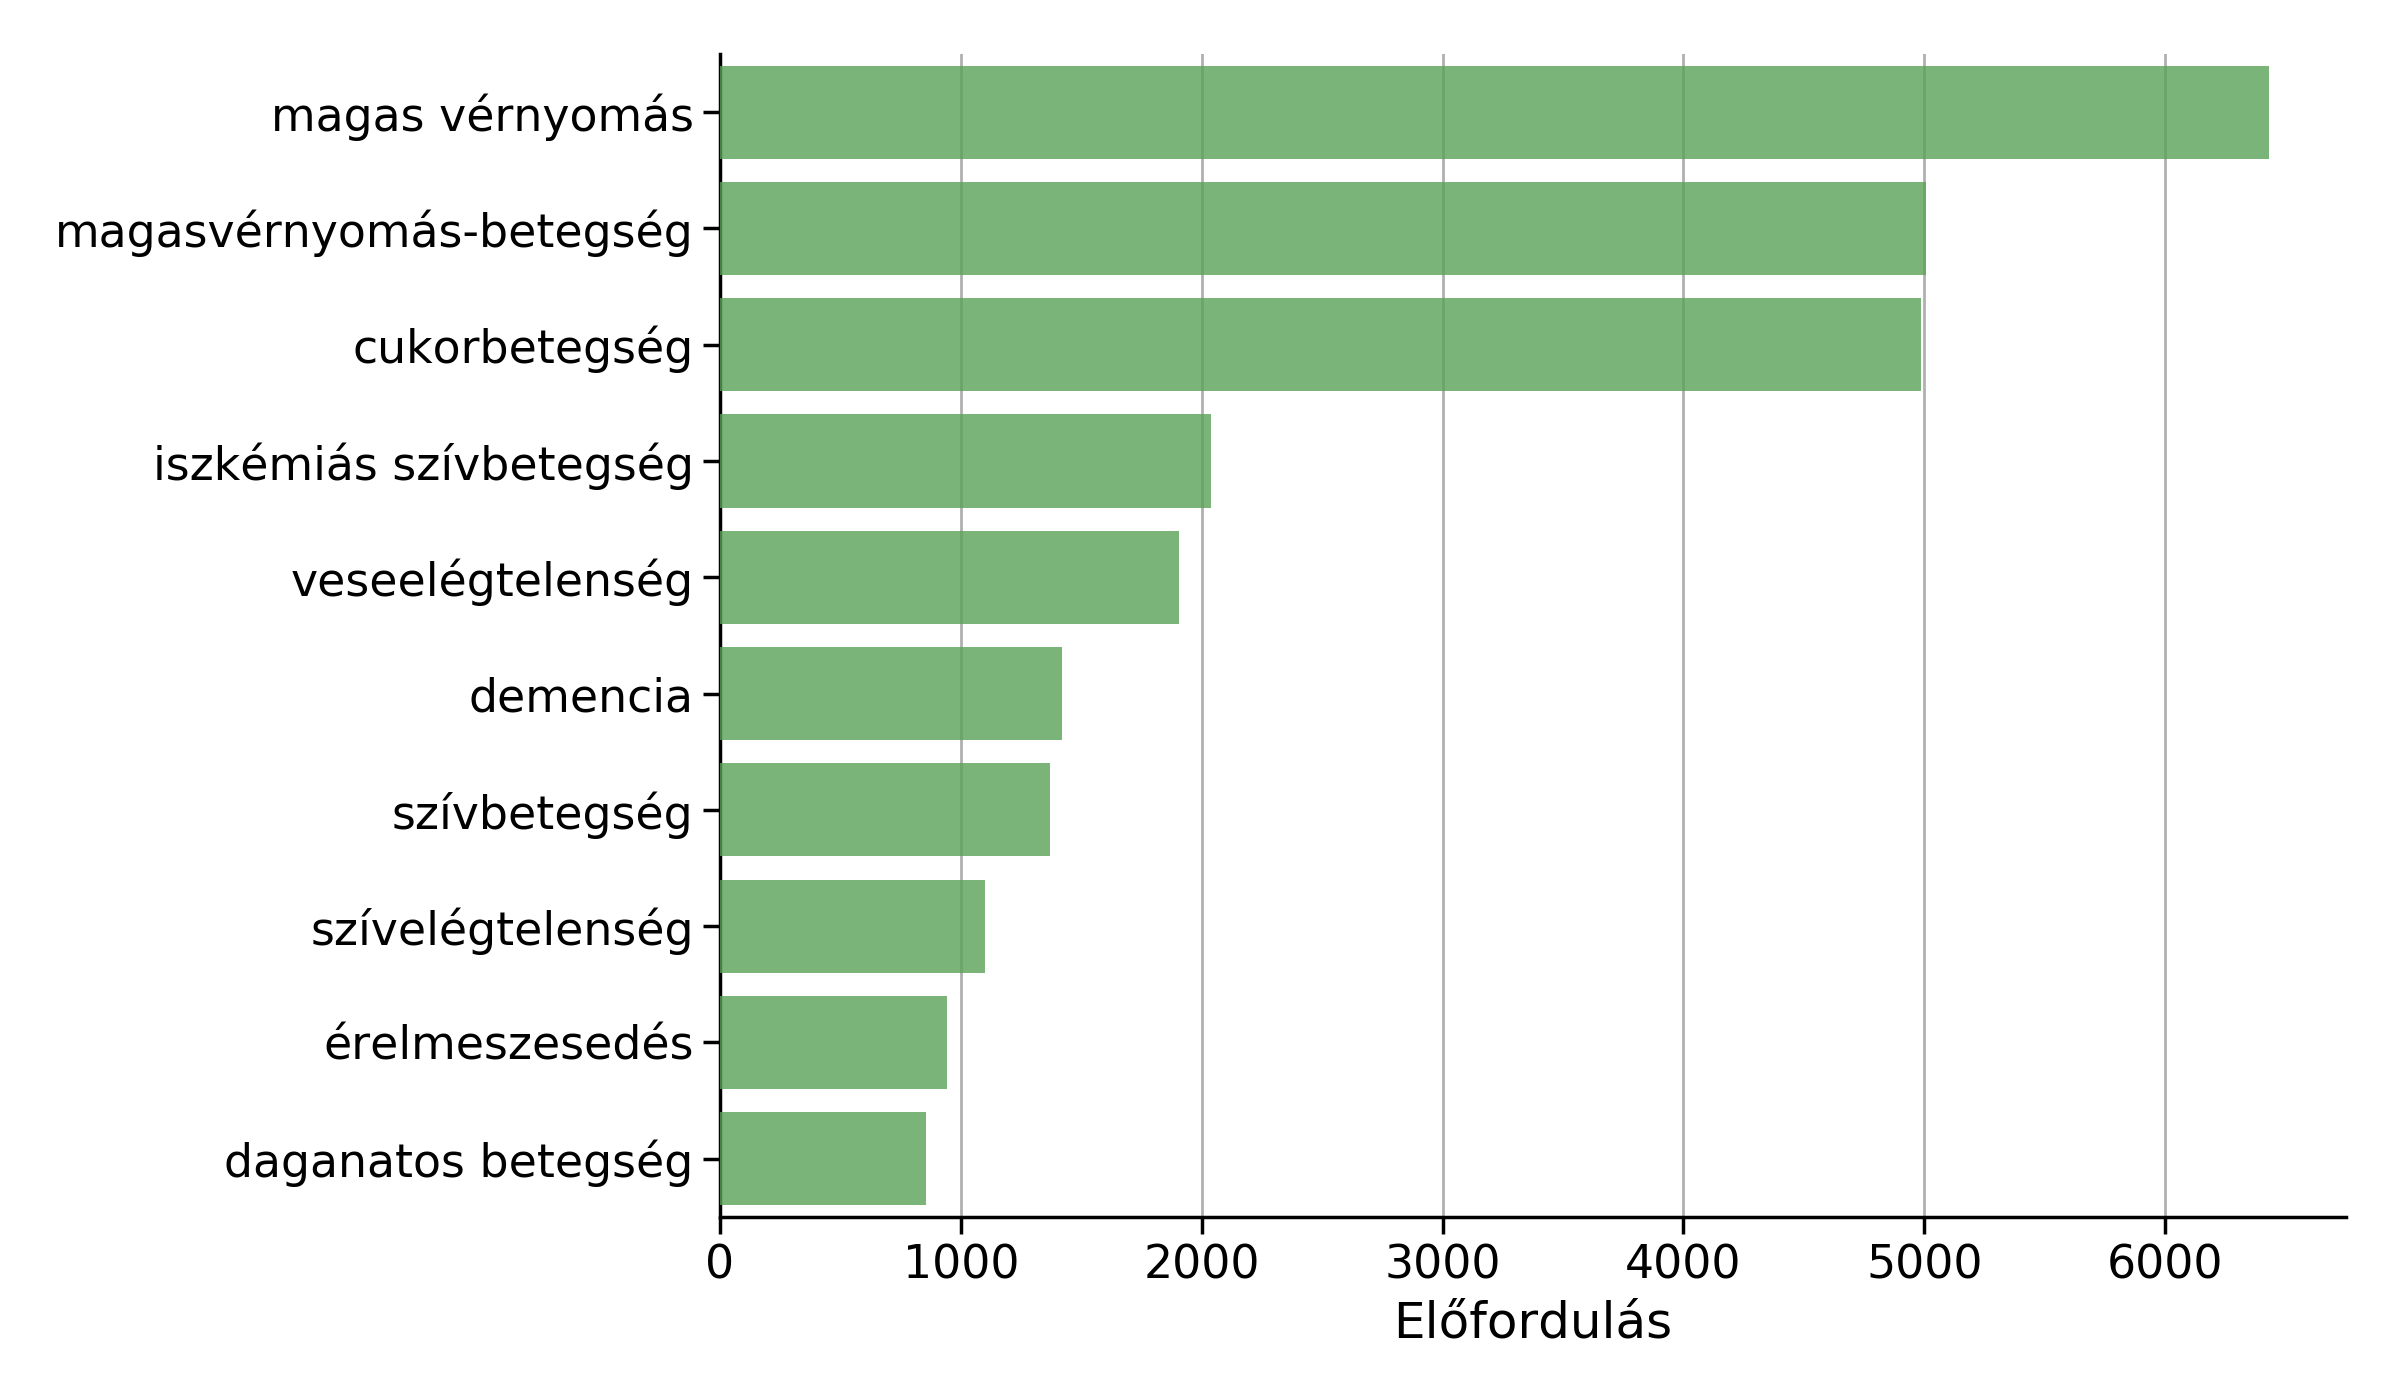 magas vérnyomás
magasvérnyomás-betegség
cukorbetegség
iszkémiás szívbetegség
veseelégtelenség
demencia
szívbetegség
szívelégtelenség
érelmeszesedés
daganatos betegség
0 1000 2000 3000 4000 5000 6000
Előfordulás